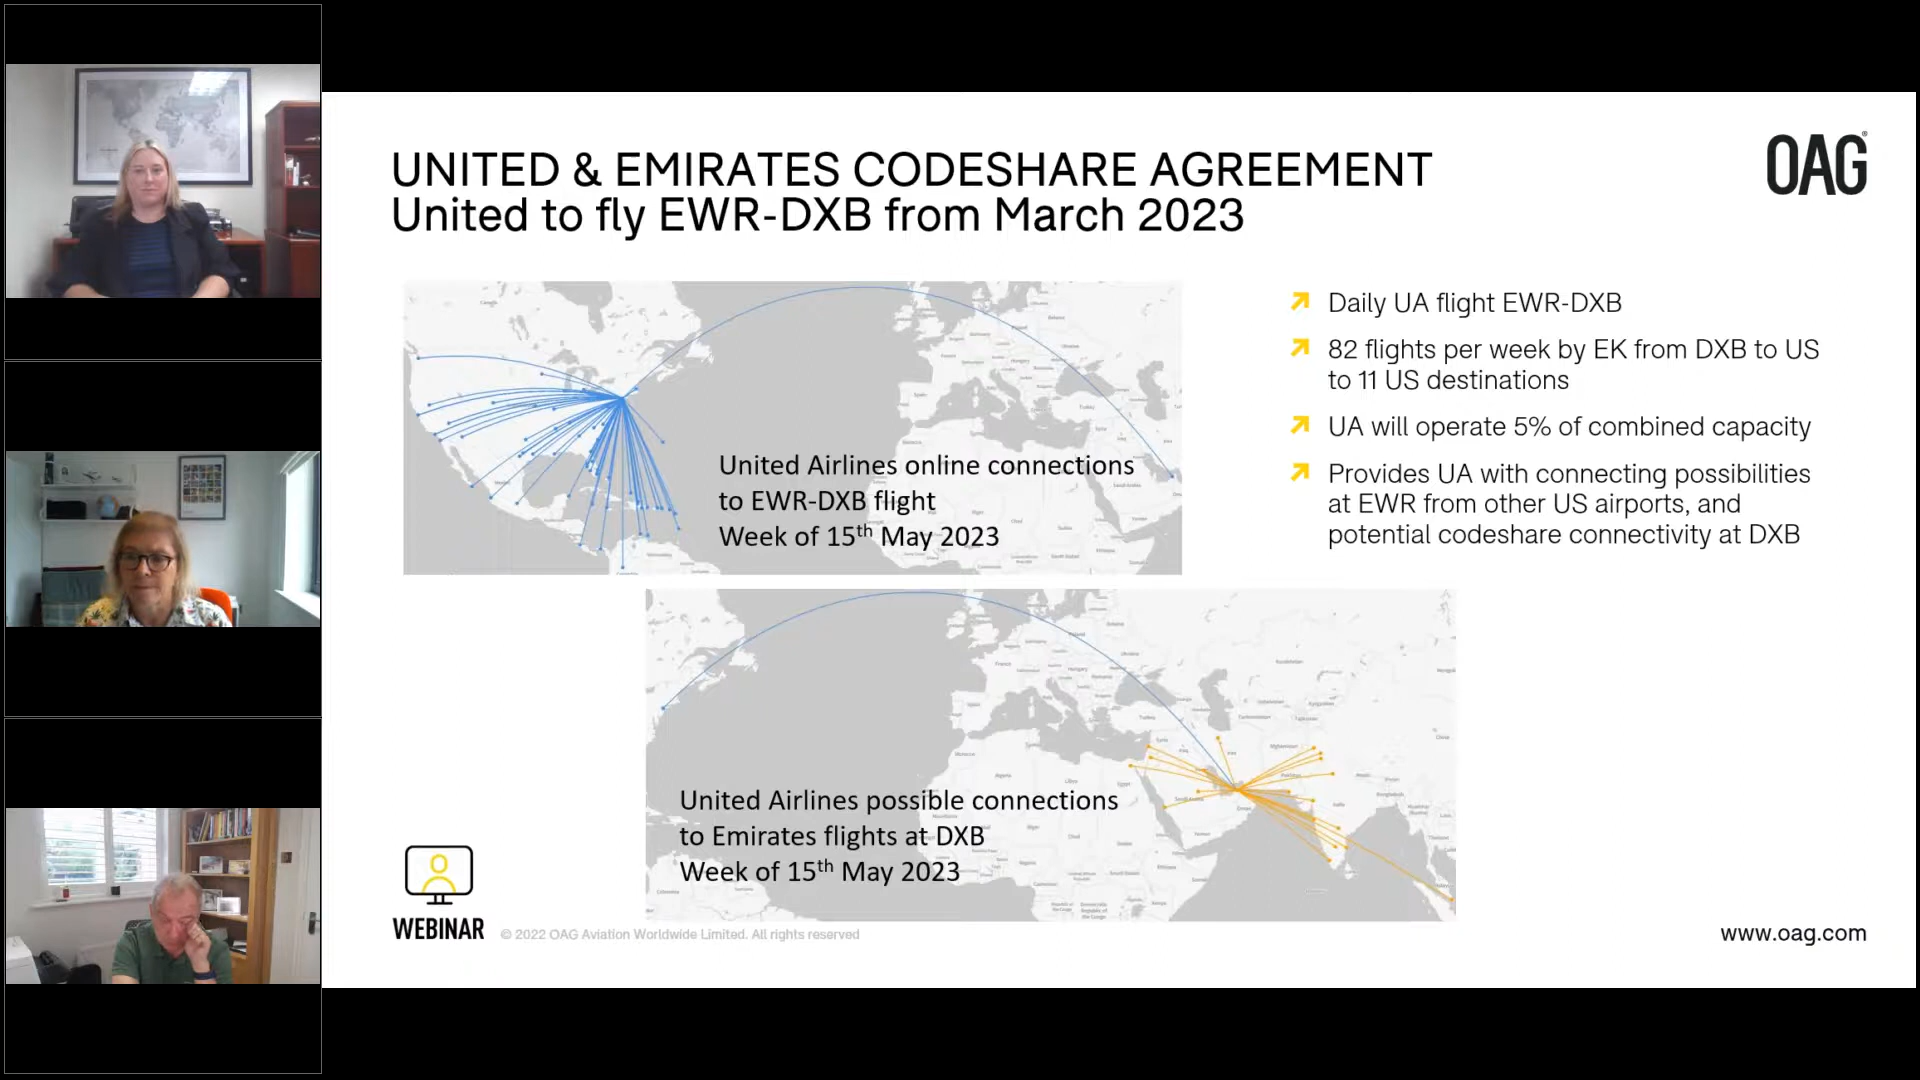 UNITED & EMIRATES CODESHARE AGREEMENT
United to fly EWR-DXB from March 2023
OAG®
United Airlines online connections
to EWR-DXB flight
Week of 15th May 2023
Daily UA flight EWR-DXB
82 flights per week by EK from DXB to US
to 11 US destinations
UA will operate 5% of combined capacity
Provides UA with connecting possibilities
at EWR from other US airports, and
potential codeshare connectivity at DXB
United Airlines possible connections
to Emirates flights at DXB
Week of 15th May 2023
WEBINAR
© 2022 OAG Aviation Worldwide Limited. All rights reserved
www.oag.com